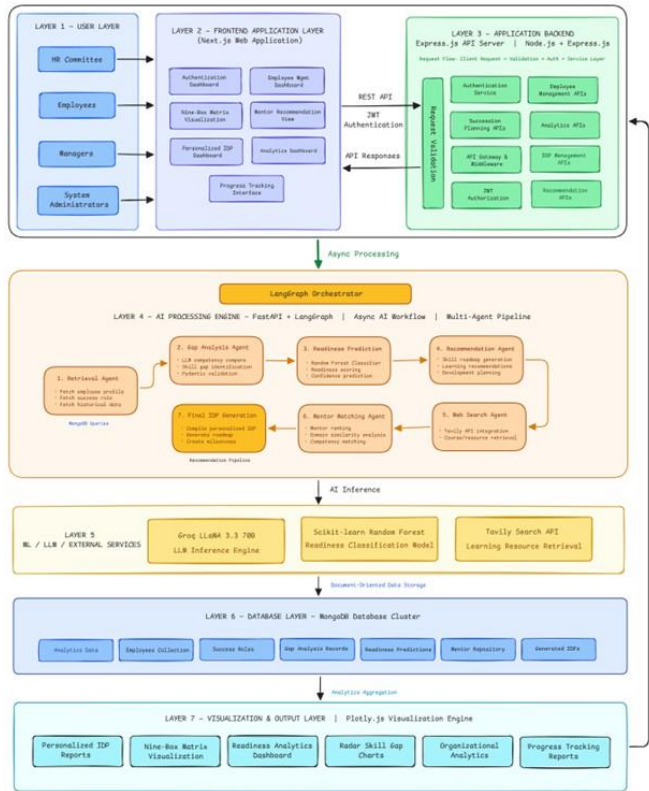 LAYER 1 – USER LAYER
HR Committee
Employees
Managers
System
Administrators
LAYER 2 – FRONTEND APPLICATION LAYER
(Next.js Web Application)
Authentication
Dashboard
Employee Mgmt
Dashboard
Nine-Box Matrix
Visualization
Mentor Recommendation
View
Personalized IDP
Dashboard
Analytics Dashboard
Progress Tracking
Interface
REST API
JWT
Authentication
API Responses
LAYER 3 – APPLICATION BACKEND
Express.js API Server | Node.js + Express.js
Request Flow: Client Request → Validation → Auth → Service Layer
Request Validation
Authentication
Service
Employee
Management APIs
Succession
Planning APIs
Analytics APIs
API Gateway &
Middleware
IDP Management
APIs
JWT
Authorization
Recommendation
APIs
Async Processing
LangGraph Orchestrator
LAYER 4 – AI PROCESSING ENGINE – FastAPI + LangGraph | Async AI Workflow | Multi-Agent Pipeline
1. Retrieval Agent
• Fetch employee profile
• Fetch success role
• Fetch historical data
MongoDB Queries
2. Gap Analysis Agent
• LLM competency compare
• Skill gap identification
• Pydantic validation
3. Readiness Prediction
• Random Forest Classifier
• Readiness scoring
• Confidence prediction
4. Recommendation Agent
• Skill roadmap generation
• Learning recommendations
• Development planning
7. Final IDP Generation
• Compile personalized IDP
• Generate roadmap
• Create milestones
Recommendation Pipeline
6. Mentor Matching Agent
• Mentor ranking
• Domain similarity analysis
• Competency matching
5. Web Search Agent
• Tavily API integration
• Course/resource retrieval
AI Inference
LAYER 5
ML / LLM / EXTERNAL SERVICES
Groq LLaMA 3.3 70B
LLM Inference Engine
Scikit-learn Random Forest
Readiness Classification Model
Tavily Search API
Learning Resource Retrieval
Document-Oriented Data Storage
LAYER 6 – DATABASE LAYER – MongoDB Database Cluster
Analytics Data
Employees Collection
Success Roles
Gap Analysis Records
Readiness Predictions
Mentor Repository
Generated IDPs
Analytics Aggregation
LAYER 7 – VISUALIZATION & OUTPUT LAYER | Plotly.js Visualization Engine
Personalized IDP
Reports
Nine-Box Matrix
Visualization
Readiness Analytics
Dashboard
Radar Skill Gap
Charts
Organizational
Analytics
Progress Tracking
Reports